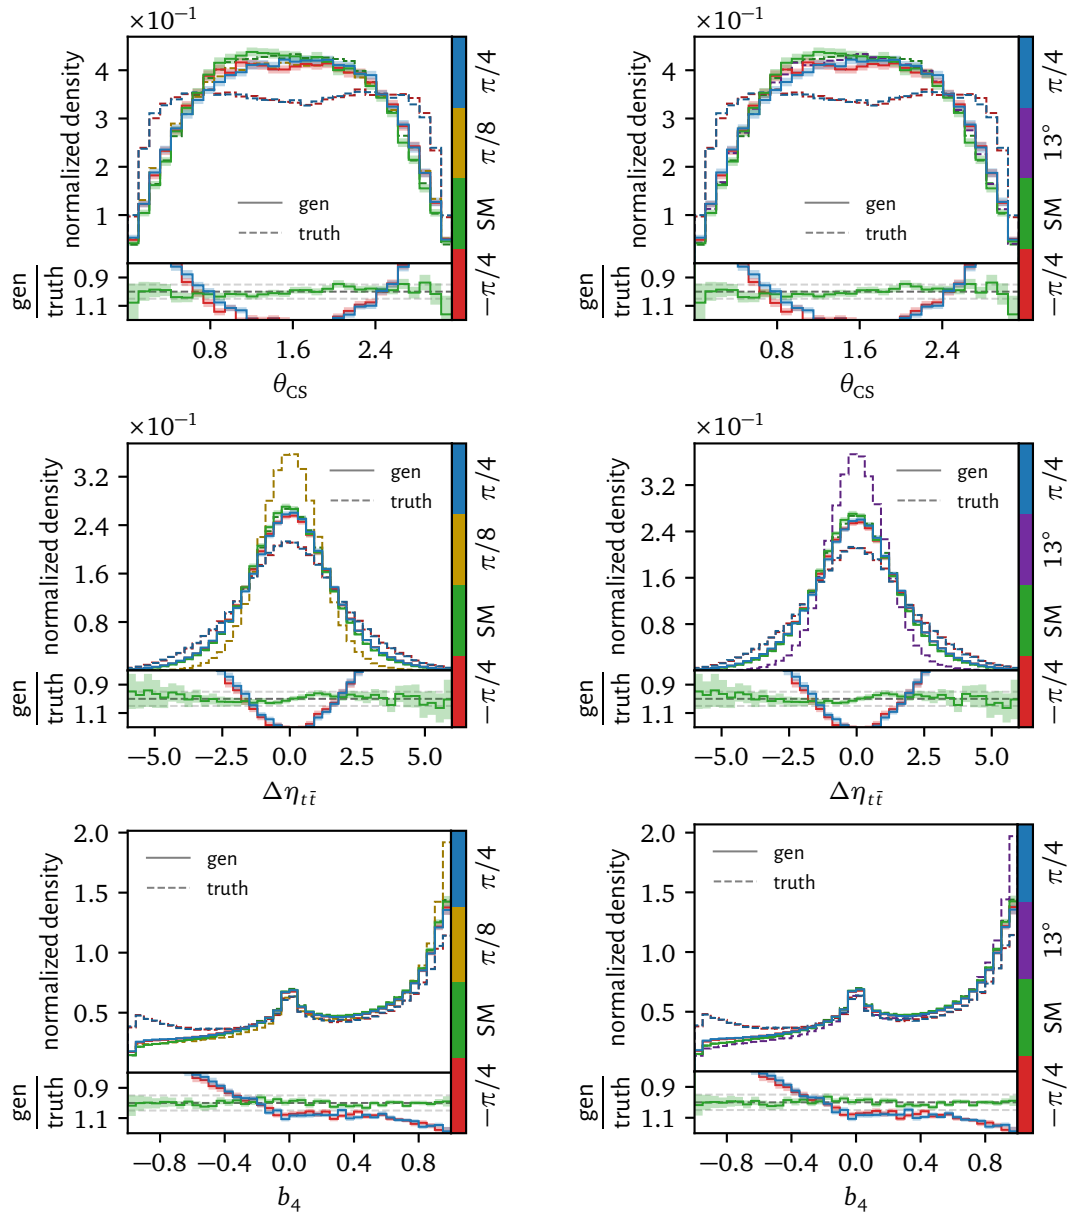 ×10⁻¹
normalized density
4
3
2
1
gen
truth
π/4
π/8
SM
−π/4
gen
truth
0.9
1.1
0.8
1.6
2.4
θ_CS
×10⁻¹
normalized density
4
3
2
1
gen
truth
π/4
13°
SM
−π/4
gen
truth
0.9
1.1
0.8
1.6
2.4
θ_CS
×10⁻¹
normalized density
3.2
2.4
1.6
0.8
gen
truth
π/4
π/8
SM
−π/4
gen
truth
0.9
1.1
−5.0
−2.5
0.0
2.5
5.0
Δη_tt̄
×10⁻¹
normalized density
3.2
2.4
1.6
0.8
gen
truth
π/4
13°
SM
−π/4
gen
truth
0.9
1.1
−5.0
−2.5
0.0
2.5
5.0
Δη_tt̄
normalized density
2.0
1.5
1.0
0.5
gen
truth
π/4
π/8
SM
−π/4
gen
truth
0.9
1.1
−0.8
−0.4
0.0
0.4
0.8
b₄
normalized density
2.0
1.5
1.0
0.5
gen
truth
π/4
13°
SM
−π/4
gen
truth
0.9
1.1
−0.8
−0.4
0.0
0.4
0.8
b₄